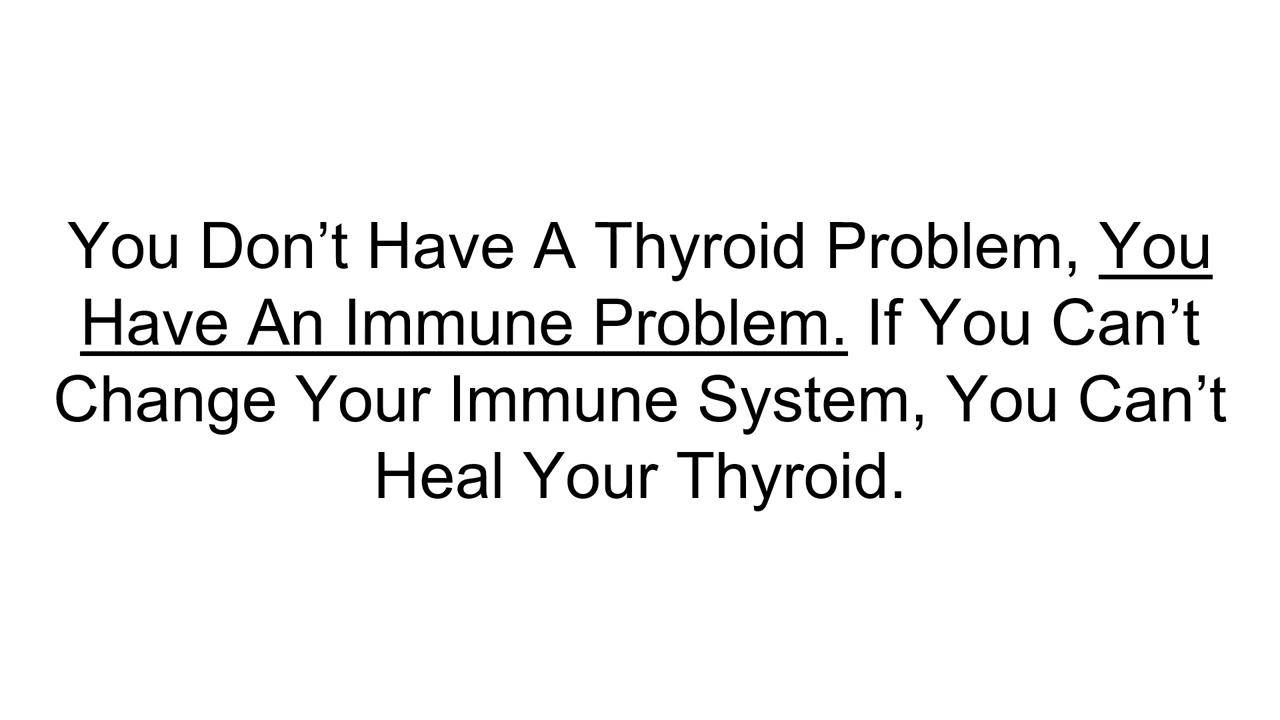 You Don’t Have A Thyroid Problem, You
Have An Immune Problem. If You Can’t
Change Your Immune System, You Can’t
Heal Your Thyroid.